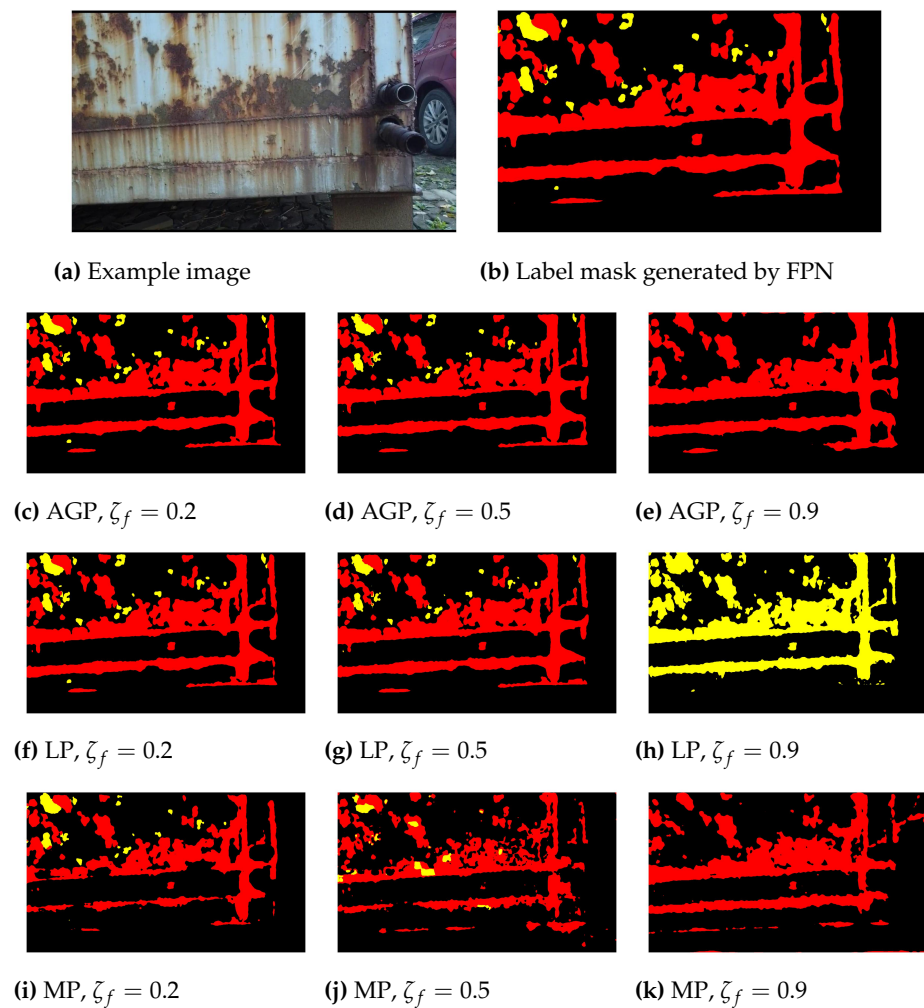 (a) Example image
(b) Label mask generated by FPN
(c) AGP, ζ_f = 0.2
(d) AGP, ζ_f = 0.5
(e) AGP, ζ_f = 0.9
(f) LP, ζ_f = 0.2
(g) LP, ζ_f = 0.5
(h) LP, ζ_f = 0.9
(i) MP, ζ_f = 0.2
(j) MP, ζ_f = 0.5
(k) MP, ζ_f = 0.9